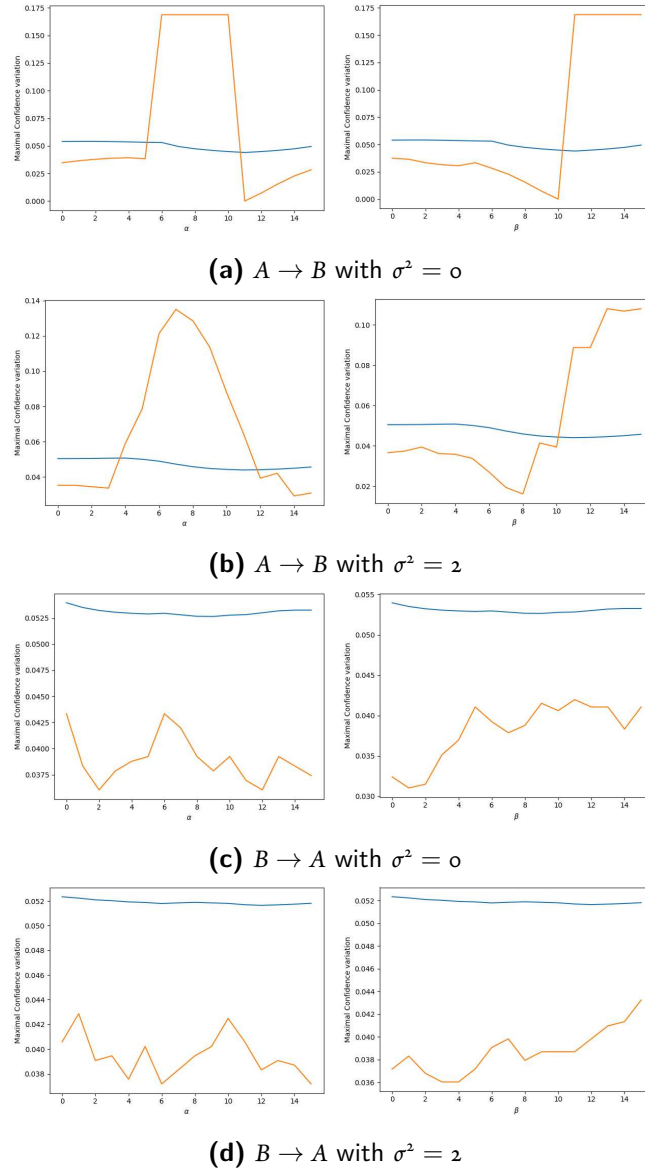 0.175
0.150
0.125
0.100
0.075
0.050
0.025
0.000
Maximal Confidence variation
0 2 4 6 8 10 12 14
α
0.175
0.150
0.125
0.100
0.075
0.050
0.025
0.000
Maximal Confidence variation
0 2 4 6 8 10 12 14
β
(a) A → B with σ² = 0
0.14
0.12
0.10
0.08
0.06
0.04
Maximal Confidence variation
0 2 4 6 8 10 12 14
α
0.10
0.08
0.06
0.04
0.02
Maximal Confidence variation
0 2 4 6 8 10 12 14
β
(b) A → B with σ² = 2
0.0525
0.0500
0.0475
0.0450
0.0425
0.0400
0.0375
Maximal Confidence variation
0 2 4 6 8 10 12 14
α
0.055
0.050
0.045
0.040
0.035
0.030
Maximal Confidence variation
0 2 4 6 8 10 12 14
β
(c) B → A with σ² = 0
0.052
0.050
0.048
0.046
0.044
0.042
0.040
0.038
Maximal Confidence variation
0 2 4 6 8 10 12 14
α
0.052
0.050
0.048
0.046
0.044
0.042
0.040
0.038
0.036
Maximal Confidence variation
0 2 4 6 8 10 12 14
β
(d) B → A with σ² = 2